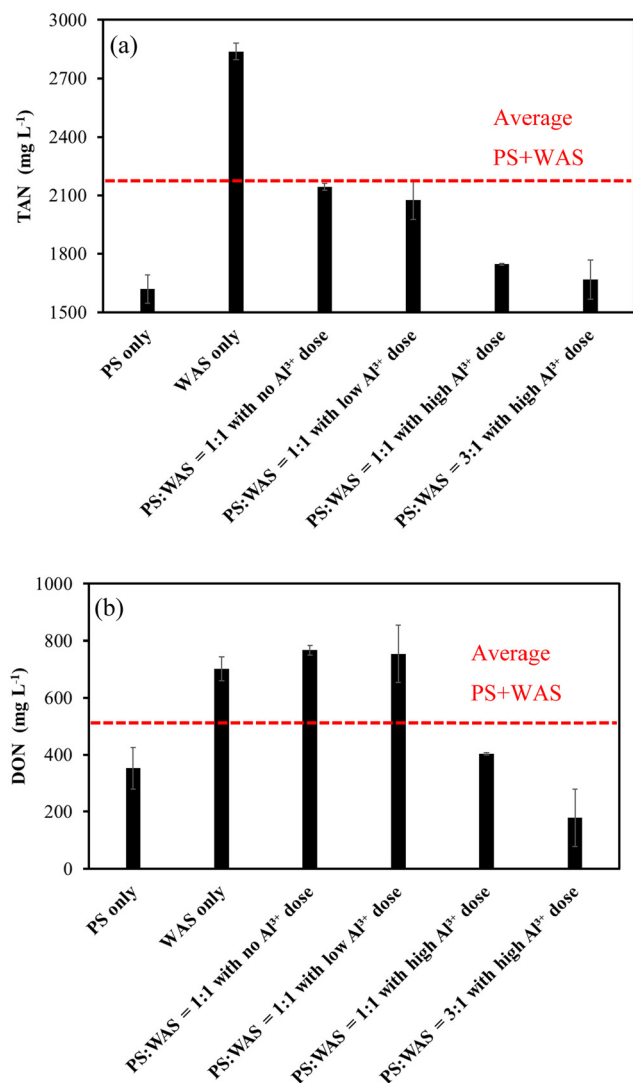 (a)
3000
2700
2400
2100
1800
1500
TAN (mg L-1)
Average
PS+WAS
PS only
WAS only
PS:WAS = 1:1 with no Al³⁺ dose
PS:WAS = 1:1 with low Al³⁺ dose
PS:WAS = 1:1 with high Al³⁺ dose
PS:WAS = 3:1 with high Al³⁺ dose
(b)
1000
800
600
400
200
0
DON (mg L-1)
Average
PS+WAS
PS only
WAS only
PS:WAS = 1:1 with no Al³⁺ dose
PS:WAS = 1:1 with low Al³⁺ dose
PS:WAS = 1:1 with high Al³⁺ dose
PS:WAS = 3:1 with high Al³⁺ dose